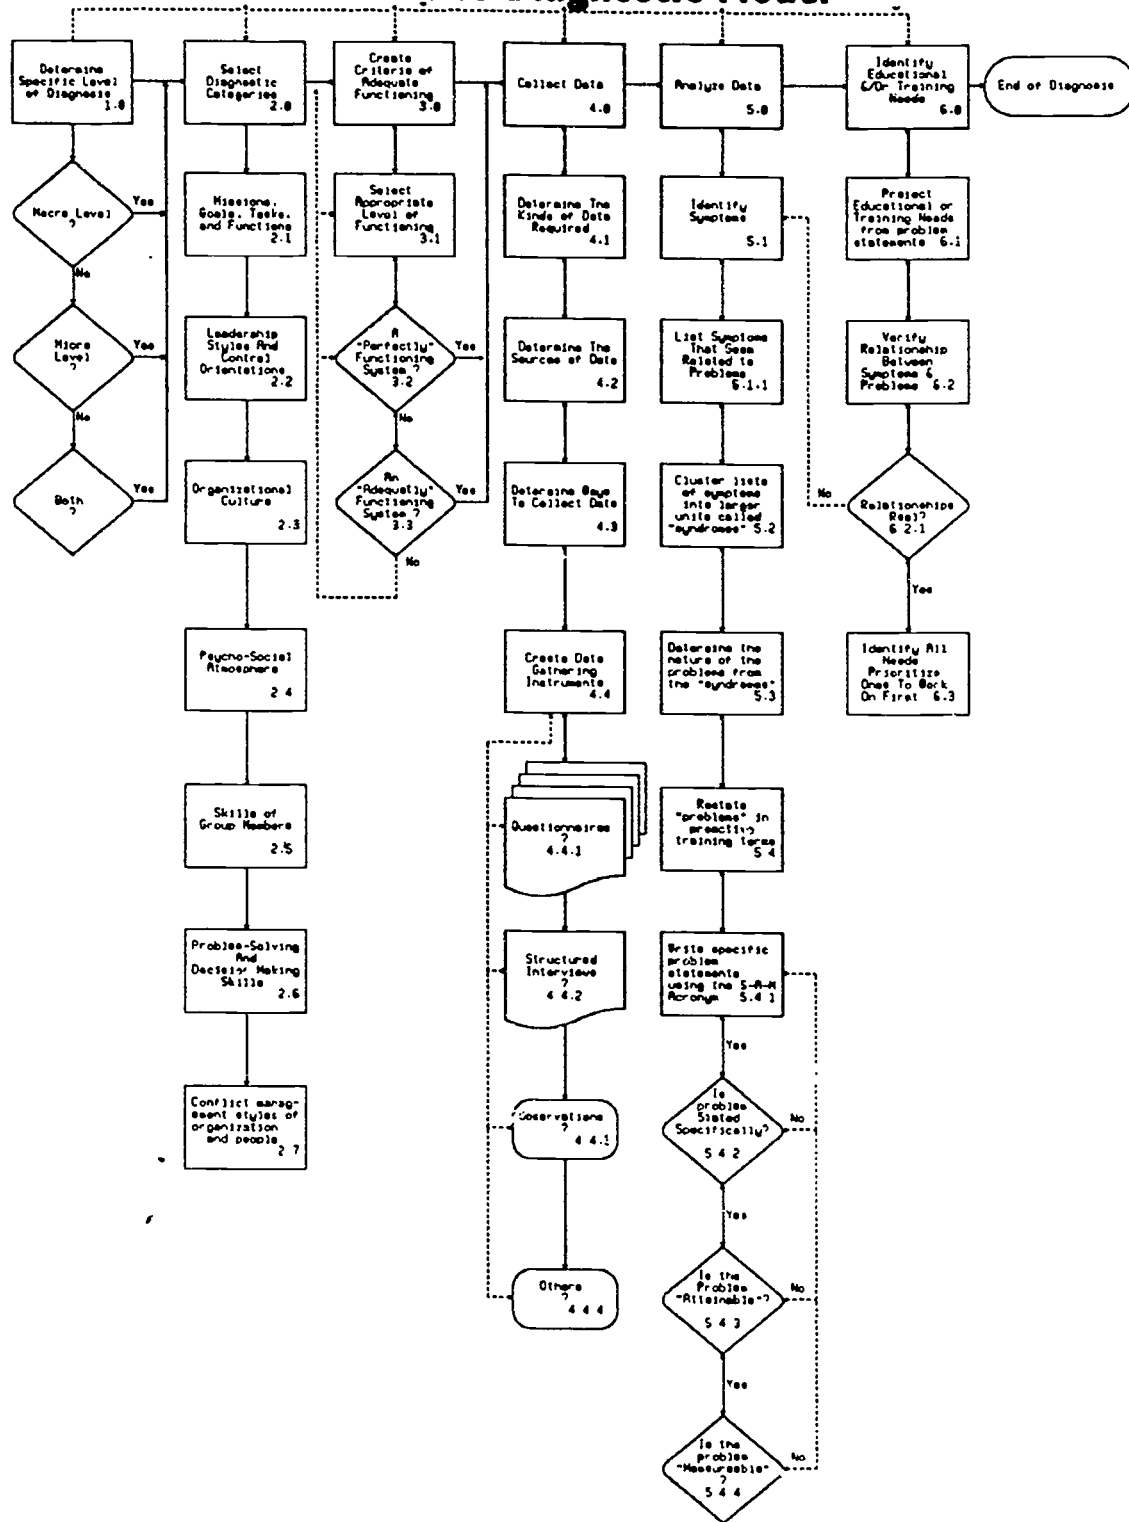 Diagnostic Model
Determine
Specific Level
of Diagnosis
1.0
Select
Diagnostic
Categories
2.0
Create
Criteria of
Adequate
Functioning
3.0
Collect Data
4.0
Analyze Data
5.0
Identify
Educational
&/Or Training
Needs
6.0
End of Diagnosis
Macro Level
?
Yes
No
Micro
Level
?
Yes
No
Both
?
Yes
Missions,
Goals, Tasks,
and Functions
2.1
Leadership
Styles And
Control
Orientations
2.2
Organizational
Culture
2.3
Psycho-Social
Atmosphere
2.4
Skills of
Group Members
2.5
Problem-Solving
And
Decision Making
Skills
2.6
Conflict manag-
ement styles of
organization
and people
2.7
Select
Appropriate
Level of
Functioning
3.1
A
"Perfectly"
Functioning
System ?
3.2
Yes
No
An
"Adequatly"
Functioning
System ?
3.3
Yes
No
Determine The
Kinds of Data
Required
4.1
Determine The
Sources of Data
4.2
Determine Ways
To Collect Data
4.3
Create Data
Gathering
Instruments
4.4
Questionnaires
?
4.4.1
Structured
Interviews
?
4.4.2
Observations
?
4.4.1
Others
?
4.4.4
Identify
Symptoms
5.1
List Symptoms
That Seem
Related to
Problems
6.1.1
Cluster lists
of symptoms
into larger
units called
"syndromes" 5.2
Determine the
nature of the
problems from
the "syndromes"
5.3
Restate
"problems" in
proactive
training terms
5.4
Write specific
problem
statements
using the S-A-M
Acronym 5.4.1
Yes
Is
problem
Stated
Specifically?
5.4.2
No
Yes
Is the
Problem
"Attainable"?
5.4.3
No
Yes
Is the
problem
"Measureable"
?
5.4.4
No
Project
Educational or
Training Needs
from problem
statements 6.1
Verify
Relationship
Between
Symptoms &
Problems 6.2
Relationships
Real?
6.2.1
No
Yes
Identify All
Needs
Prioritize
Ones To Work
On First 6.3